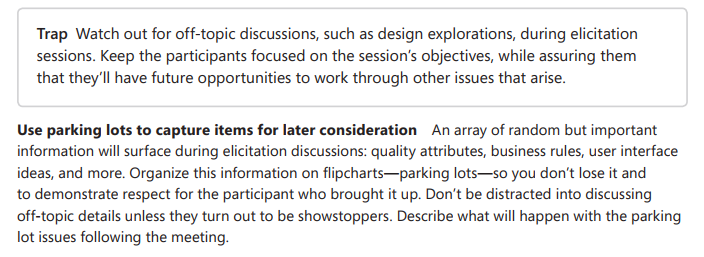 Trap Watch out for off-topic discussions, such as design explorations, during elicitation
sessions. Keep the participants focused on the session’s objectives, while assuring them
that they’ll have future opportunities to work through other issues that arise.
Use parking lots to capture items for later consideration An array of random but important
information will surface during elicitation discussions: quality attributes, business rules, user interface
ideas, and more. Organize this information on flipcharts—parking lots—so you don’t lose it and
to demonstrate respect for the participant who brought it up. Don’t be distracted into discussing
off-topic details unless they turn out to be showstoppers. Describe what will happen with the parking
lot issues following the meeting.